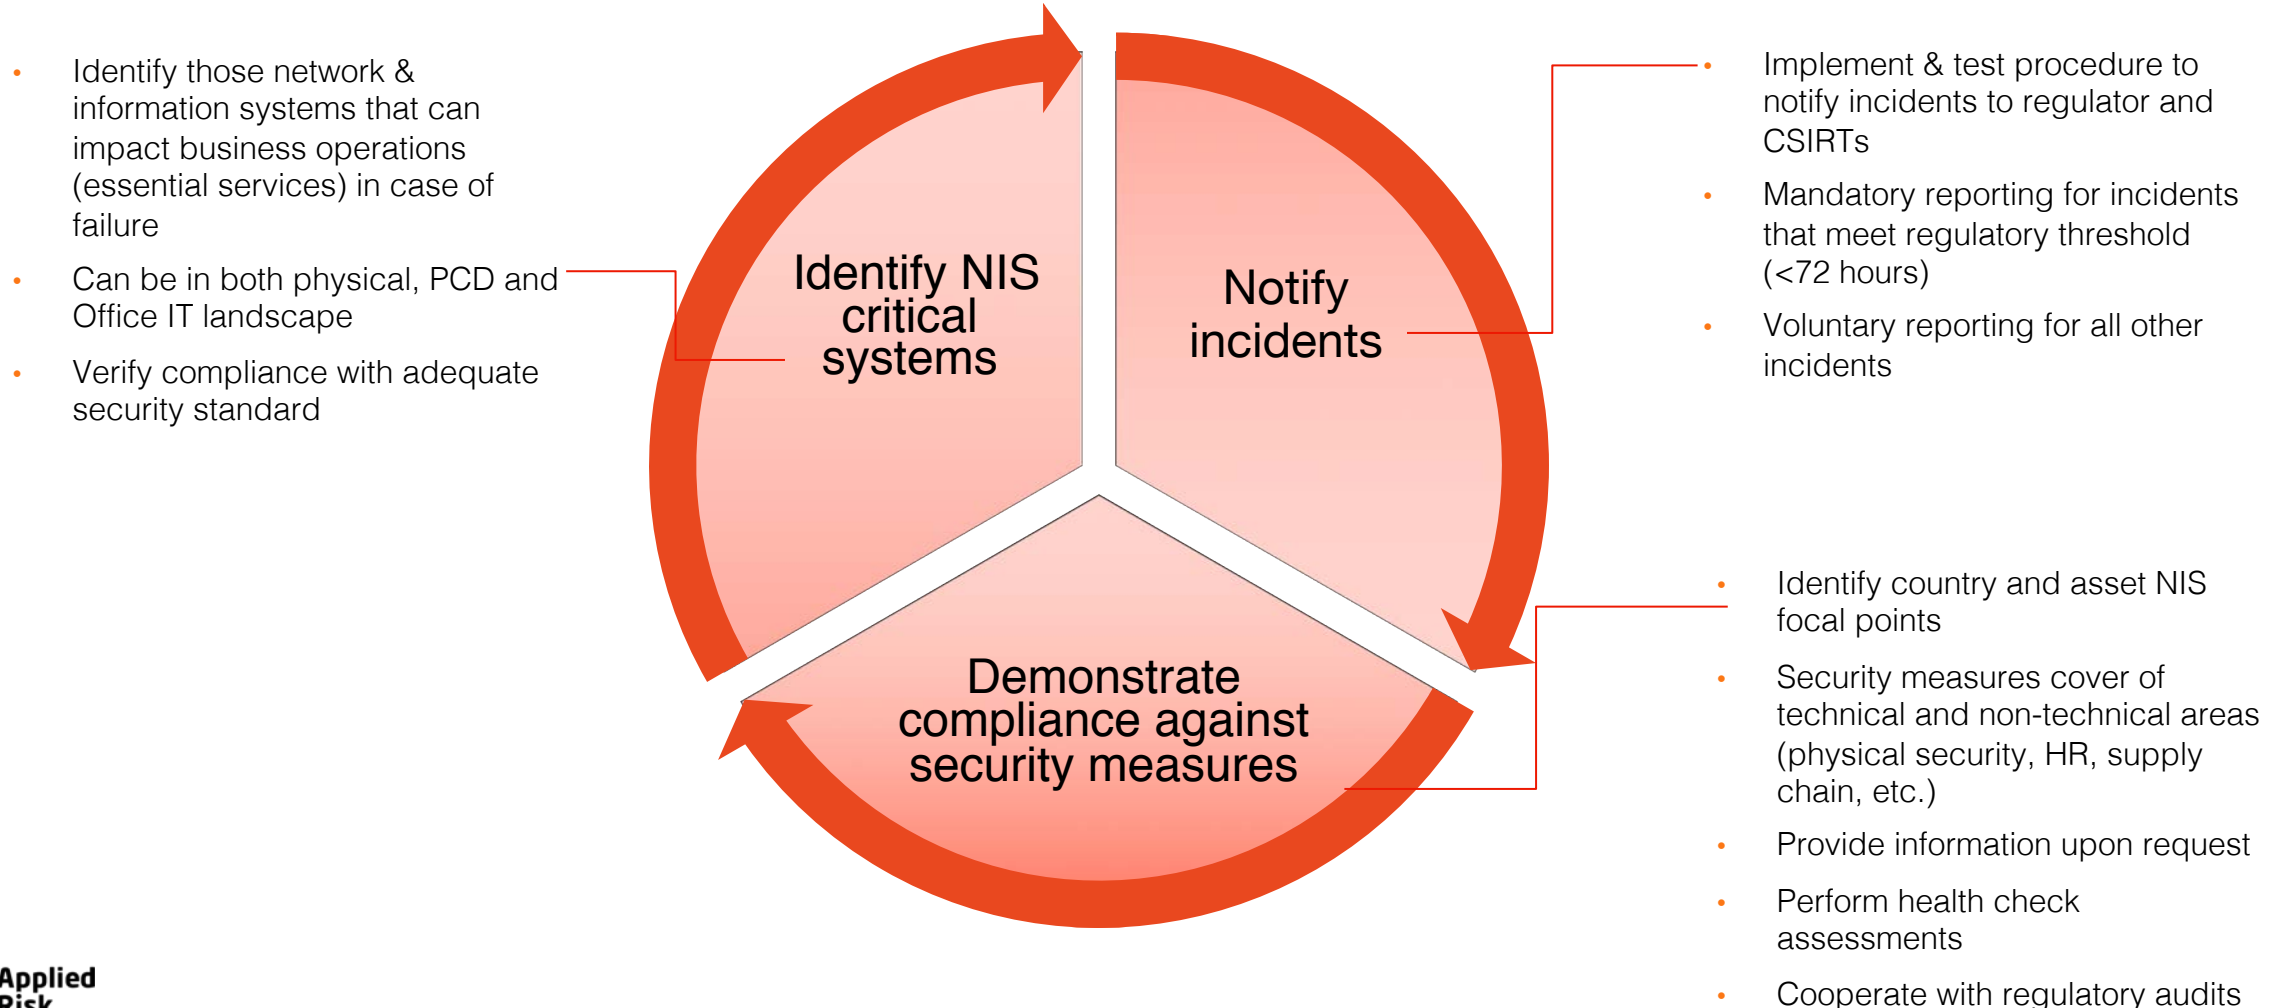 • Identify those network &
information systems that can
impact business operations
(essential services) in case of
failure
• Can be in both physical, PCD and
Office IT landscape
• Verify compliance with adequate
security standard
Identify NIS
critical
systems
Notify
incidents
Demonstrate
compliance against
security measures
• Implement & test procedure to
notify incidents to regulator and
CSIRTs
• Mandatory reporting for incidents
that meet regulatory threshold
(<72 hours)
• Voluntary reporting for all other
incidents
• Identify country and asset NIS
focal points
• Security measures cover of
technical and non-technical areas
(physical security, HR, supply
chain, etc.)
• Provide information upon request
• Perform health check
assessments
• Cooperate with regulatory audits
Applied
Risk